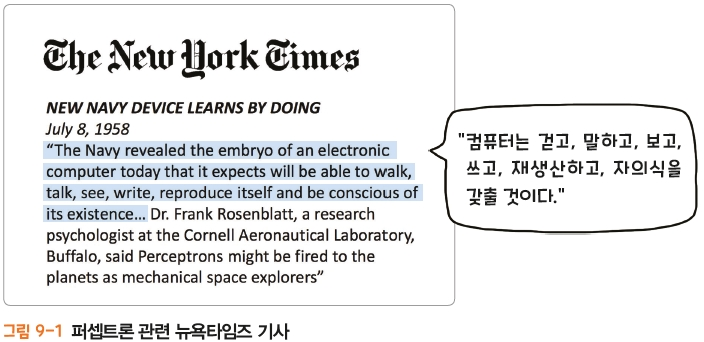 The New York Times
NEW NAVY DEVICE LEARNS BY DOING
July 8, 1958
“The Navy revealed the embryo of an electronic
computer today that it expects will be able to walk,
talk, see, write, reproduce itself and be conscious of
its existence... Dr. Frank Rosenblatt, a research
psychologist at the Cornell Aeronautical Laboratory,
Buffalo, said Perceptrons might be fired to the
planets as mechanical space explorers”
"컴퓨터는 걷고, 말하고, 보고,
쓰고, 재생산하고, 자의식을
갖출 것이다."
그림 9-1 퍼셉트론 관련 뉴욕타임즈 기사